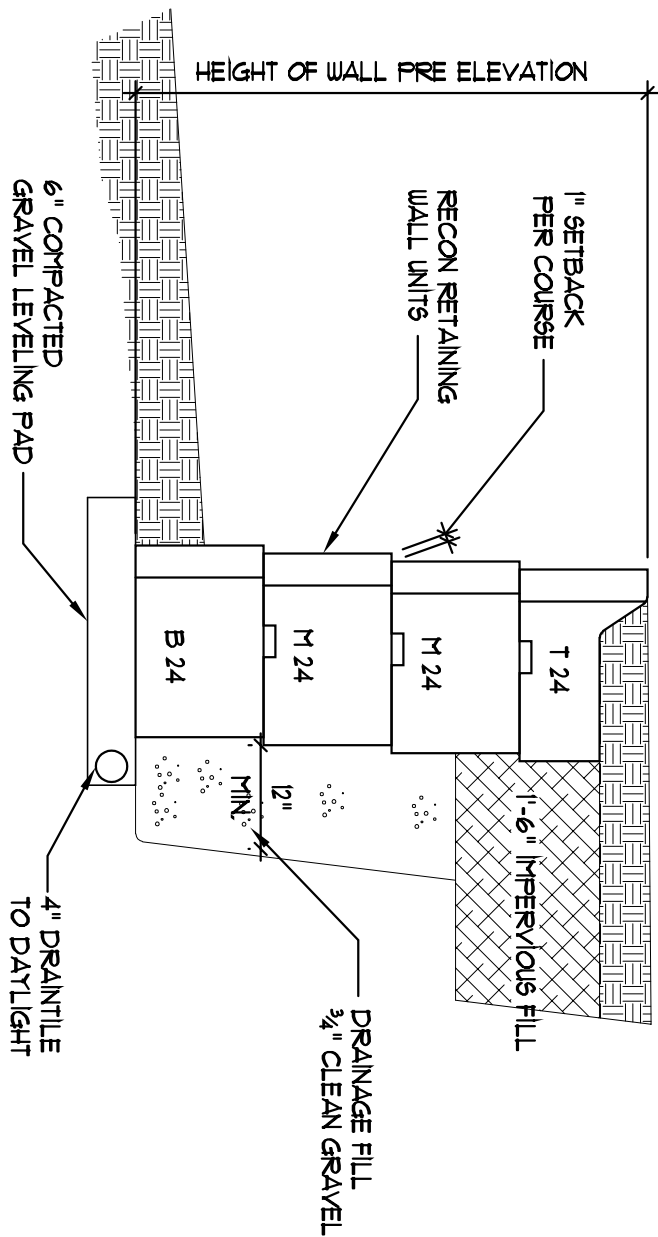 HEIGHT OF WALL PRE ELEVATION
1" SETBACK
PER COURSE
RECON RETAINING
WALL UNITS
6" COMPACTED
GRAVEL LEVELING PAD
T 24
M 24
M 24
B 24
1'-6" IMPERVIOUS FILL
12"
MIN.
DRAINAGE FILL
¾" CLEAN GRAVEL
4" DRAINTILE
TO DAYLIGHT